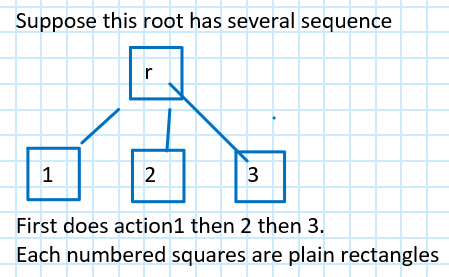 Suppose this root has several sequence
r
1 2 3
First does action1 then 2 then 3.
Each numbered squares are plain rectangles